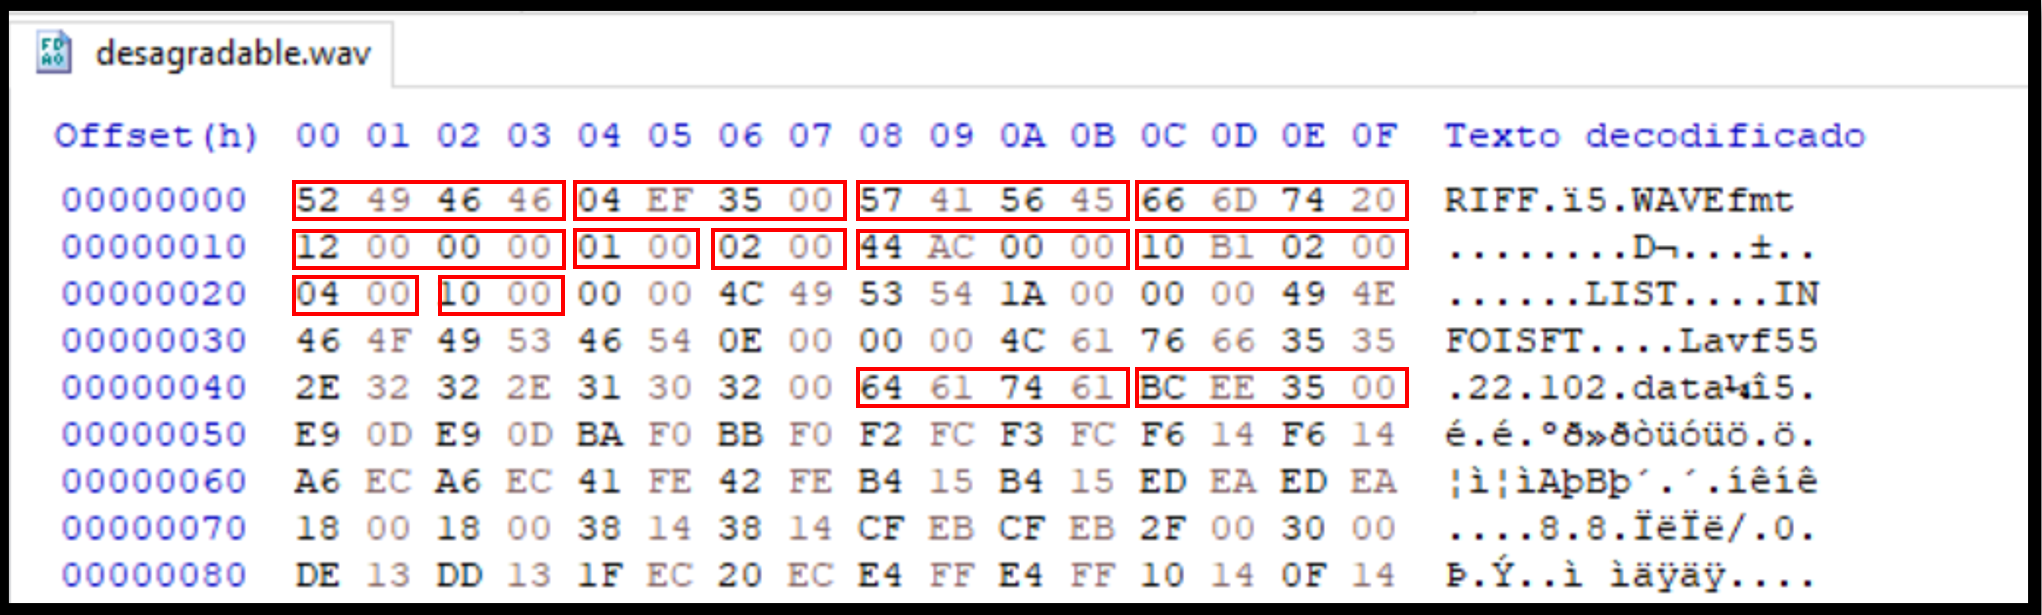 desagradable.wav
Offset(h) 00 01 02 03 04 05 06 07 08 09 0A 0B 0C 0D 0E 0F Texto decodificado
00000000 52 49 46 46 04 EF 35 00 57 41 56 45 66 6D 74 20 RIFF.ï5.WAVEfmt
00000010 12 00 00 00 01 00 02 00 44 AC 00 00 10 B1 02 00 ........D¬...±..
00000020 04 00 10 00 00 00 4C 49 53 54 1A 00 00 00 49 4E ......LIST....IN
00000030 46 4F 49 53 46 54 0E 00 00 00 4C 61 76 66 35 35 FOISFT....Lavf55
00000040 2E 32 32 2E 31 30 32 00 64 61 74 61 BC EE 35 00 .22.102.data¼î5.
00000050 E9 0D E9 0D BA F0 BB F0 F2 FC F3 FC F6 14 F6 14 é.é.ºð»ðòüóüö.ö.
00000060 A6 EC A6 EC 41 FE 42 FE B4 15 B4 15 ED EA ED EA ¦ì¦ìAþBþ´.´.íêíê
00000070 18 00 18 00 38 14 38 14 CF EB CF EB 2F 00 30 00 ....8.8.ÏëÏë/.0.
00000080 DE 13 DD 13 1F EC 20 EC E4 FF E4 FF 10 14 0F 14 Þ.Ý..ì ìäÿäÿ....